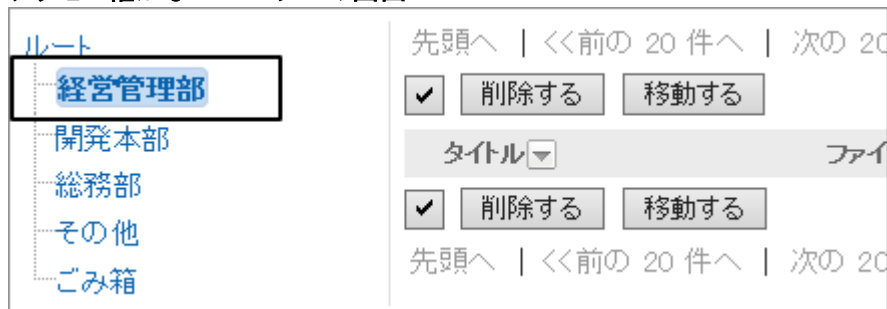 ルート
経営管理部
開発本部
総務部
その他
ごみ箱
先頭へ | <<前の 20 件へ | 次の 20
削除する 移動する
タイトル ファイ
削除する 移動する
先頭へ | <<前の 20 件へ | 次の 20